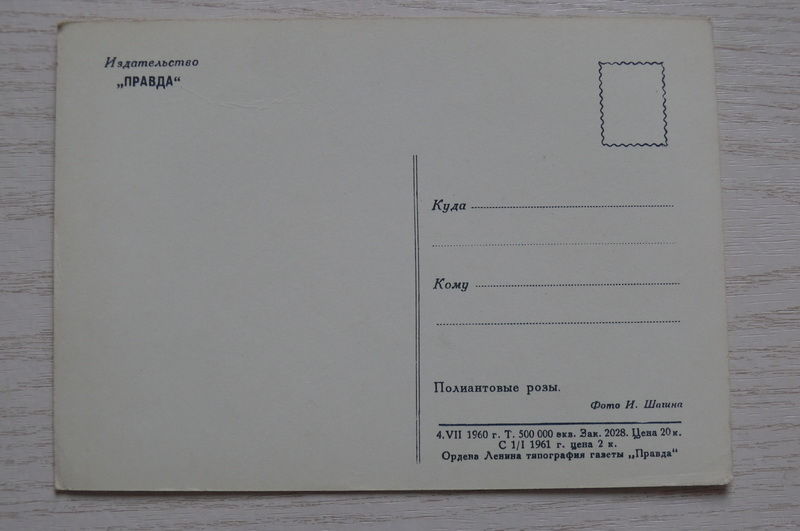 Издательство
„ПРАВДА“
Куда
Кому
Полиантовые розы.
Фото И. Шагина
4.VII 1960 г. Т. 500 000 экз. Зак. 2028. Цена 20 к.
С 1/I 1961 г. цена 2 к.
Ордена Ленина типография газеты „Правда“